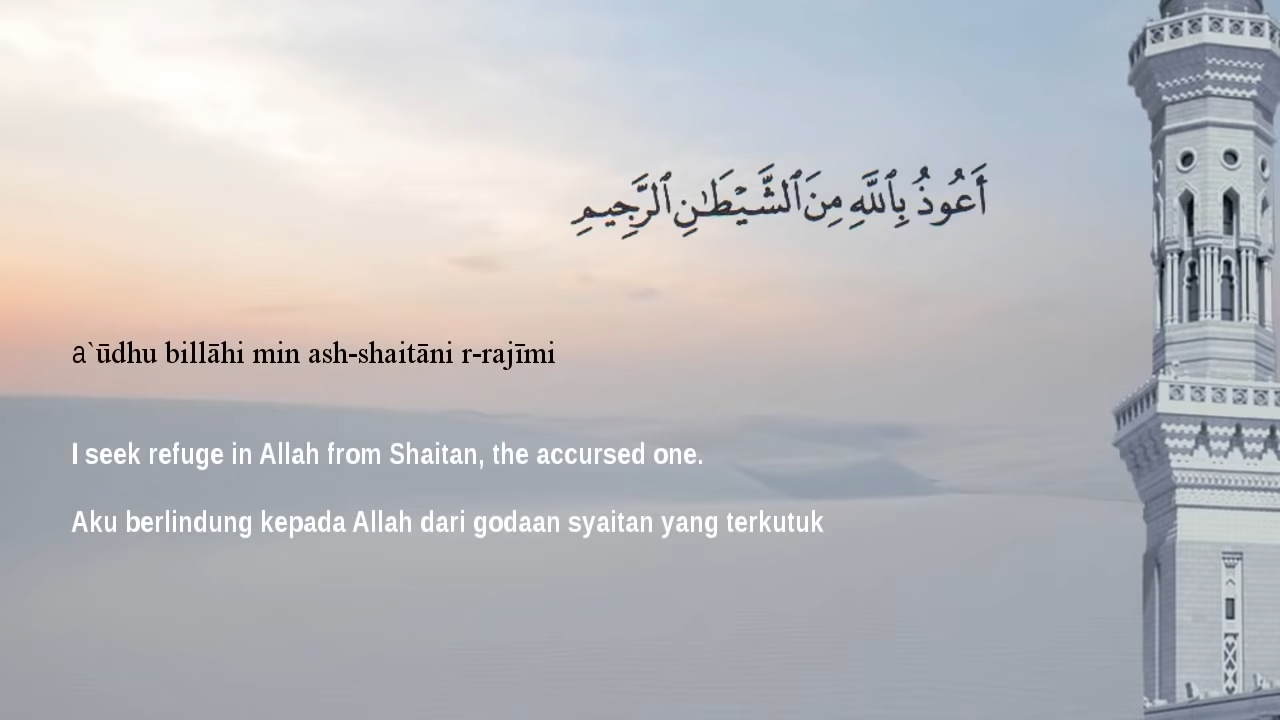 أَعُوذُ بِٱللَّهِ مِنَ ٱلشَّيْطَٰنِ ٱلرَّجِيمِ
a`ūdhu billāhi min ash-shaitāni r-rajīmi
I seek refuge in Allah from Shaitan, the accursed one.
Aku berlindung kepada Allah dari godaan syaitan yang terkutuk